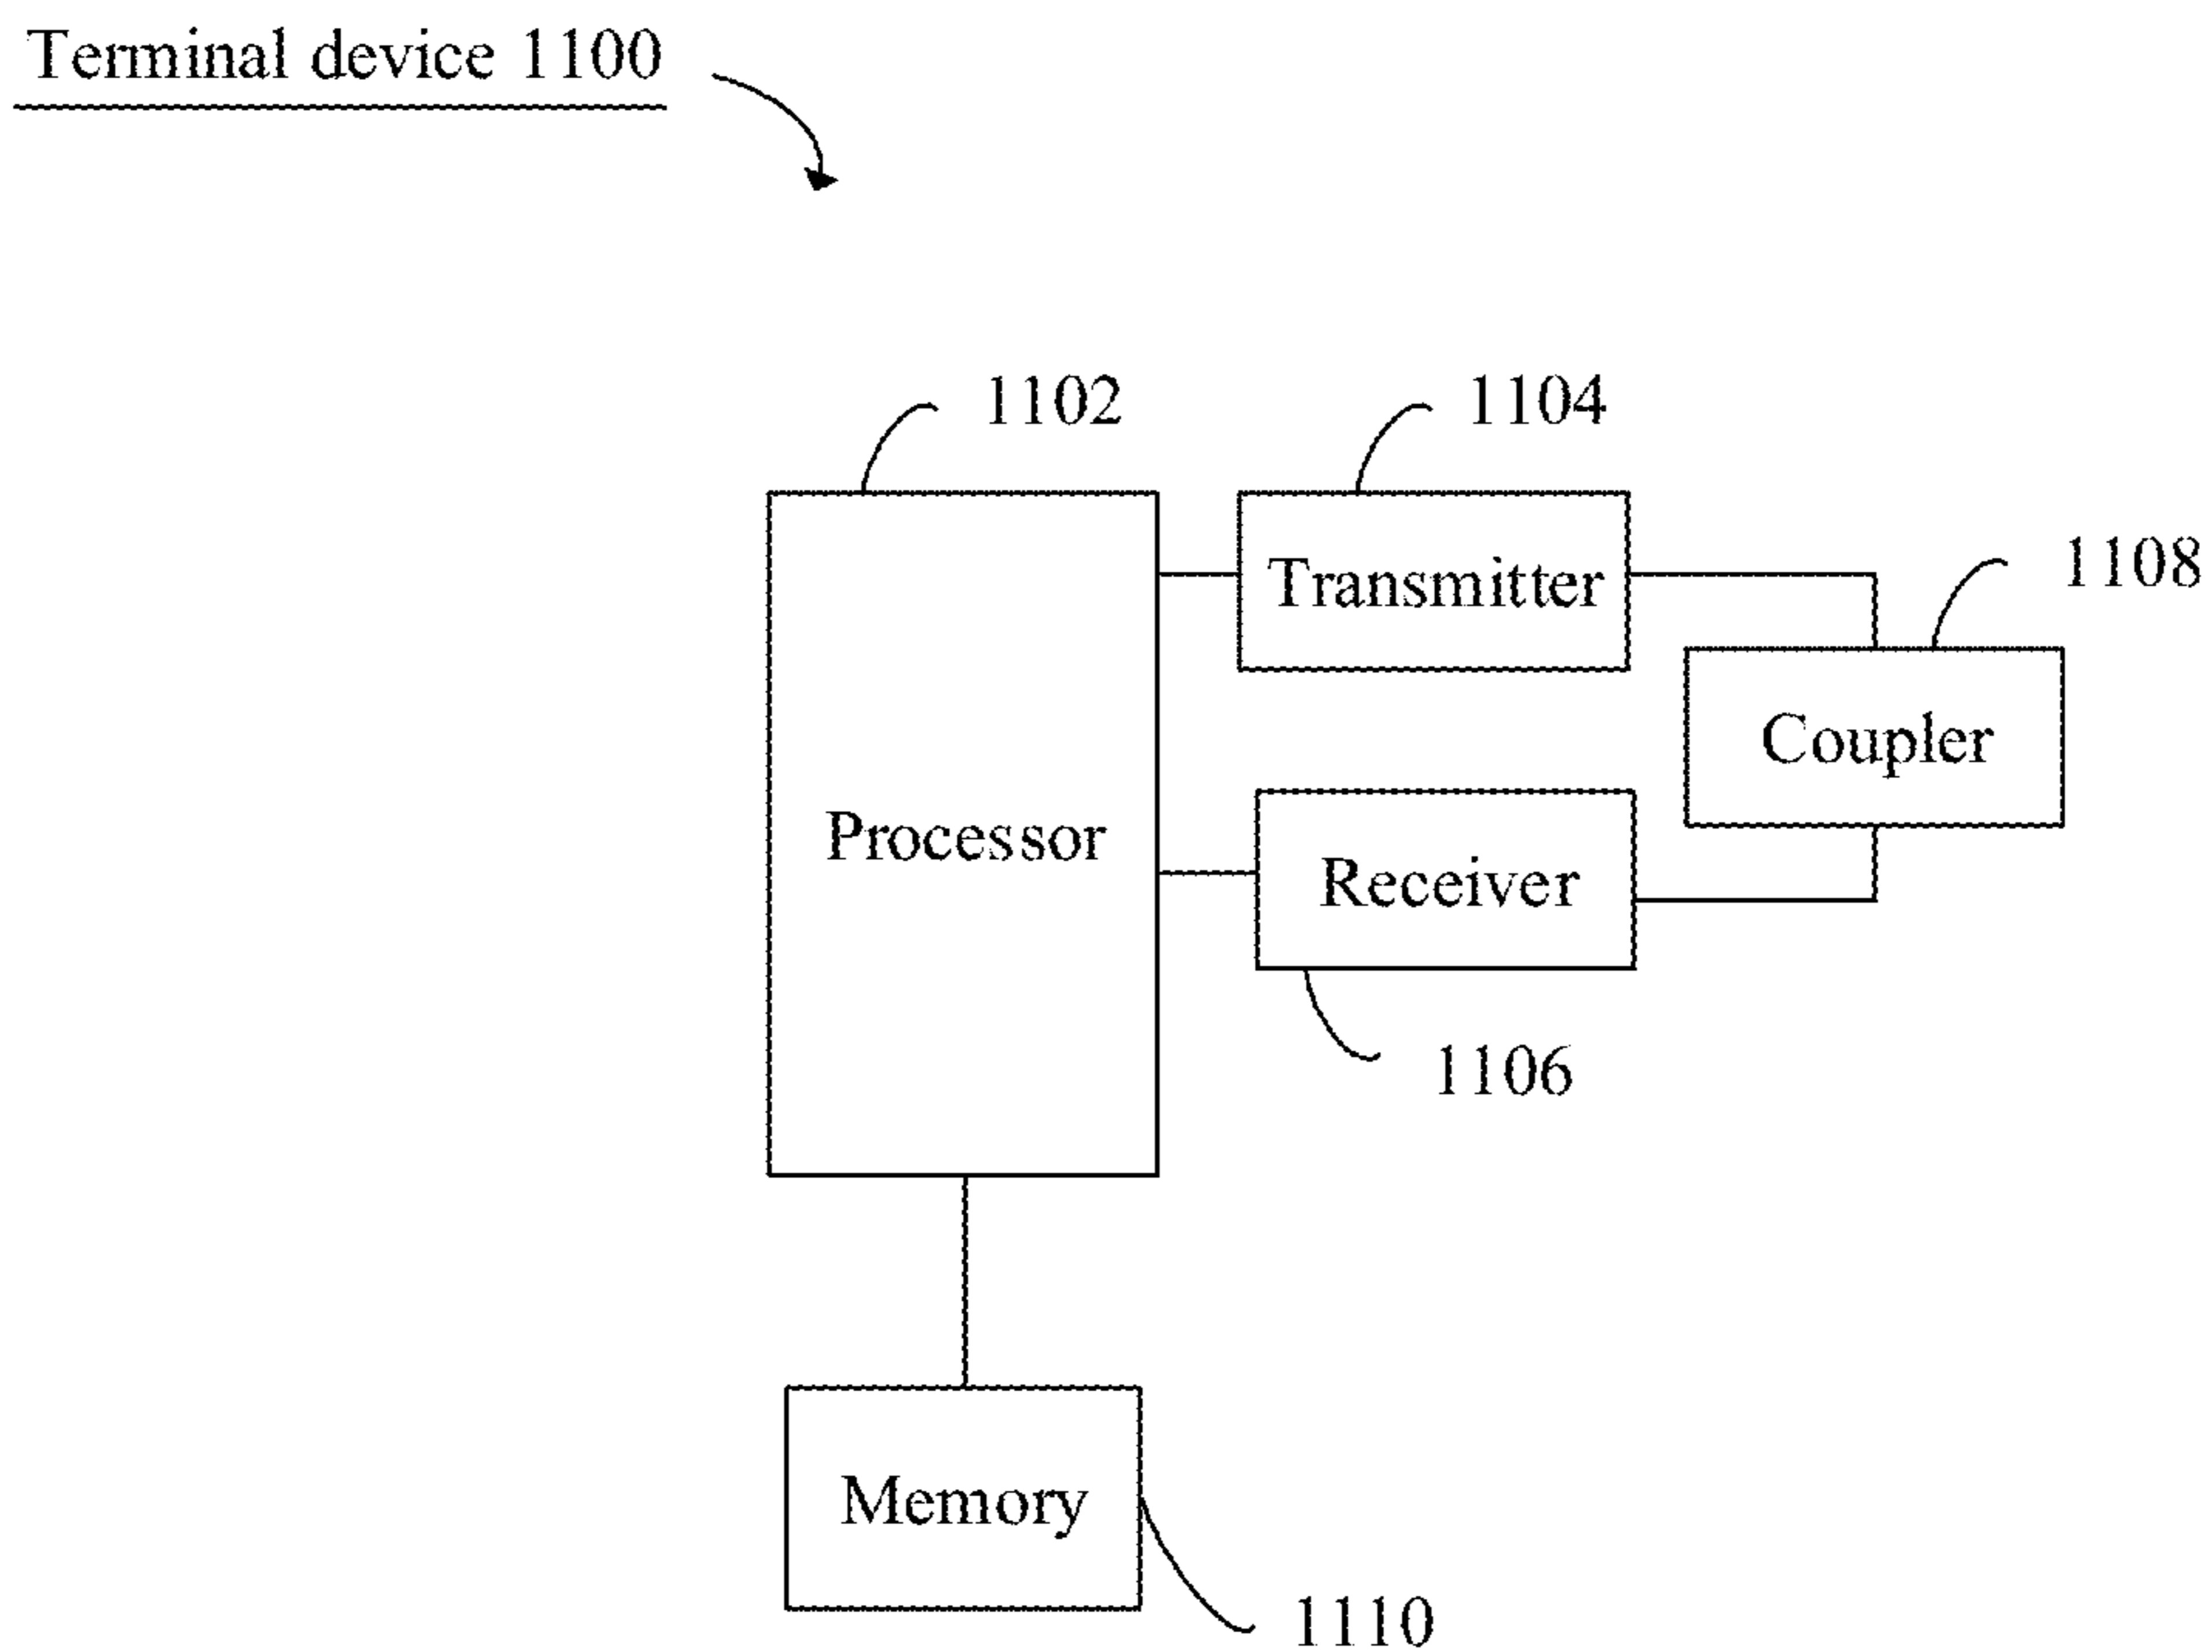 Terminal device 1100
1102
1104
1108
Transmitter
Coupler
Processor
Receiver
1106
Memory
1110